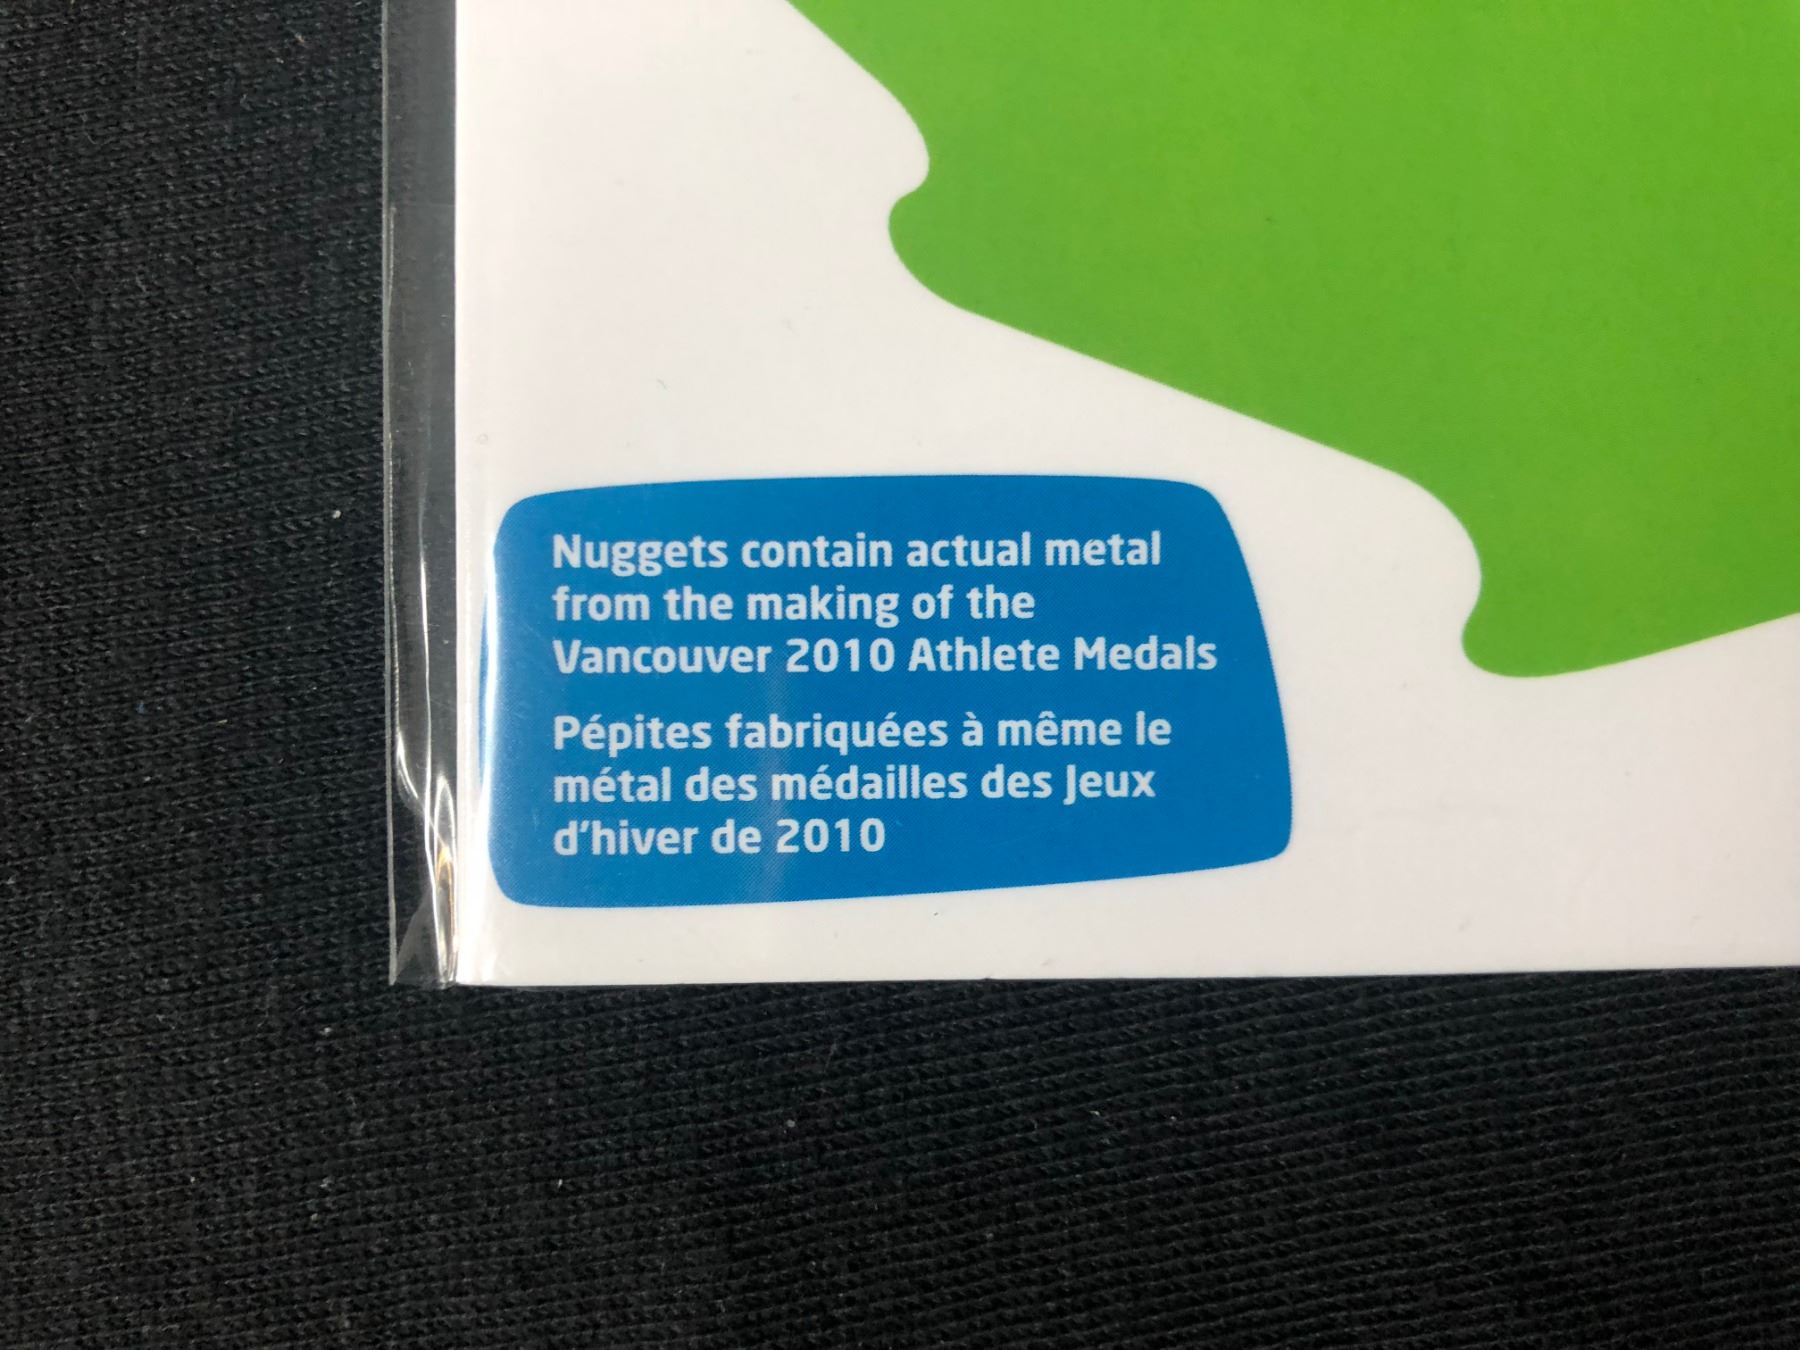 Nuggets contain actual metal
from the making of the
Vancouver 2010 Athlete Medals
Pépites fabriquées à même le
métal des médailles des Jeux
d'hiver de 2010